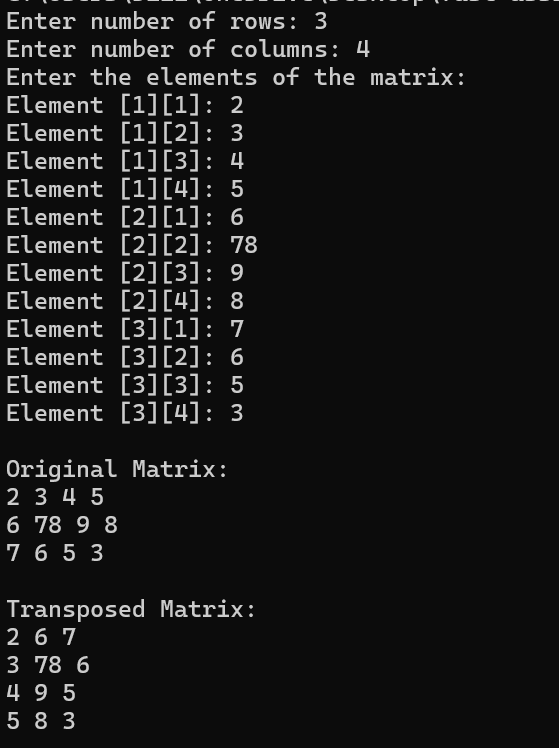 Enter number of rows: 3
Enter number of columns: 4
Enter the elements of the matrix:
Element [1][1]: 2
Element [1][2]: 3
Element [1][3]: 4
Element [1][4]: 5
Element [2][1]: 6
Element [2][2]: 78
Element [2][3]: 9
Element [2][4]: 8
Element [3][1]: 7
Element [3][2]: 6
Element [3][3]: 5
Element [3][4]: 3
Original Matrix:
2 3 4 5
6 78 9 8
7 6 5 3
Transposed Matrix:
2 6 7
3 78 6
4 9 5
5 8 3